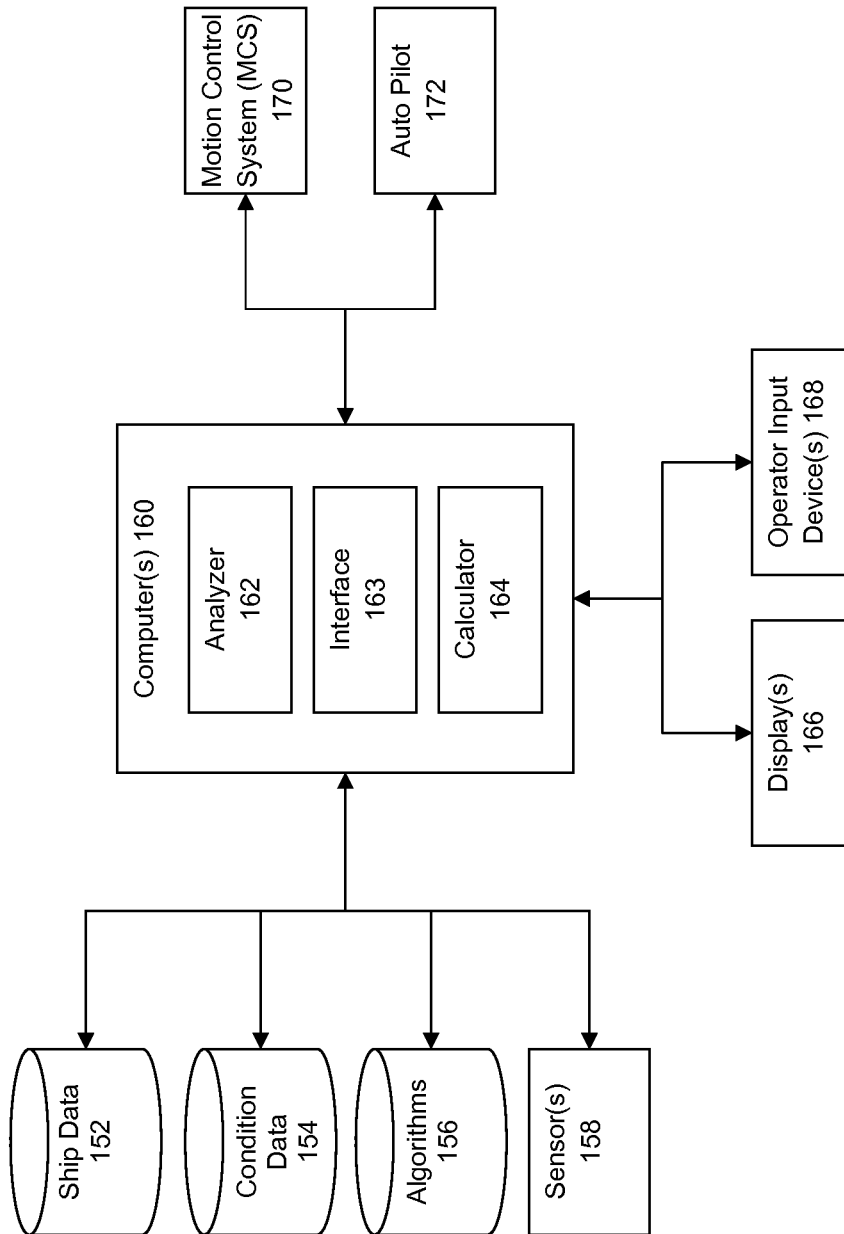 Ship Data
152
Condition
Data
154
Algorithms
156
Sensor(s)
158
Computer(s) 160
Analyzer
162
Interface
163
Calculator
164
Display(s)
166
Operator Input
Device(s) 168
Motion Control
System (MCS)
170
Auto Pilot
172